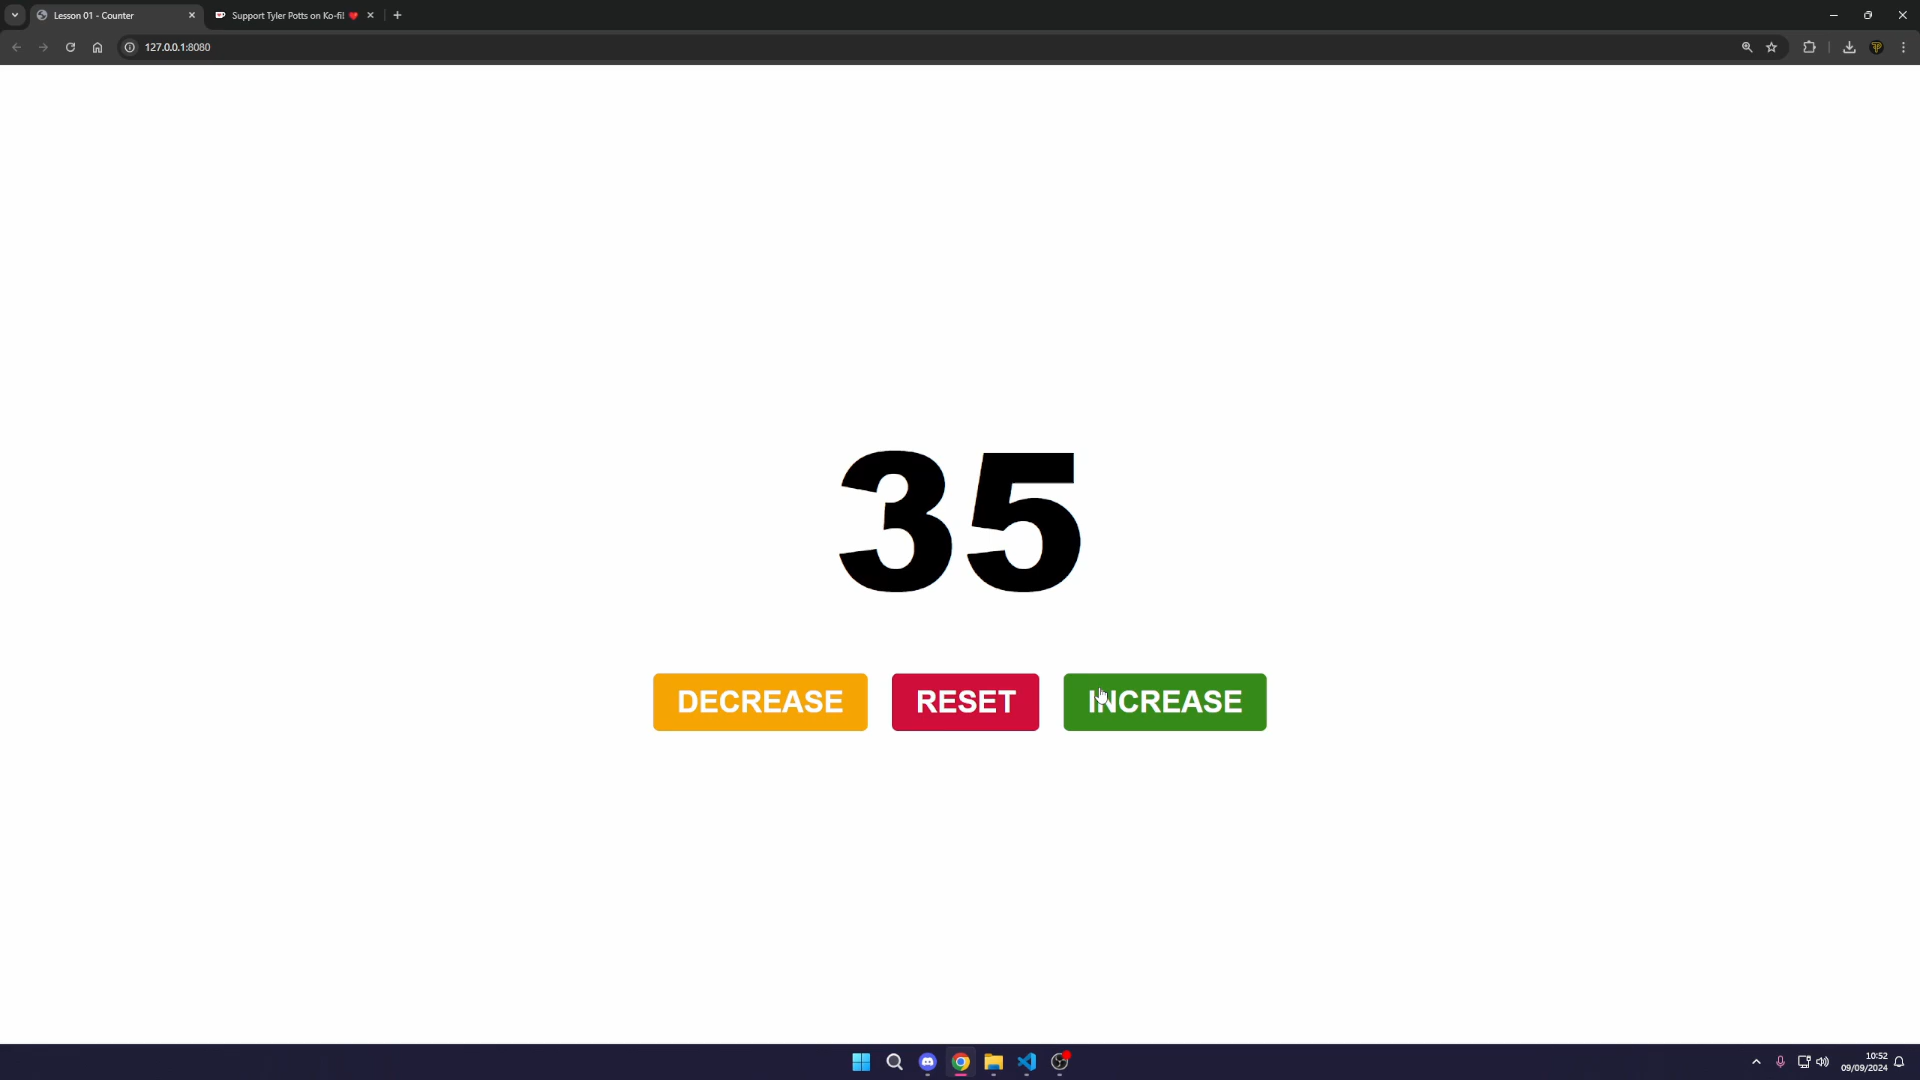 Lesson 01 - Counter
Support Tyler Potts on Ko-fi! ❤️
127.0.0.1:8080
35
DECREASE
RESET
INCREASE
10:52
09/09/2024